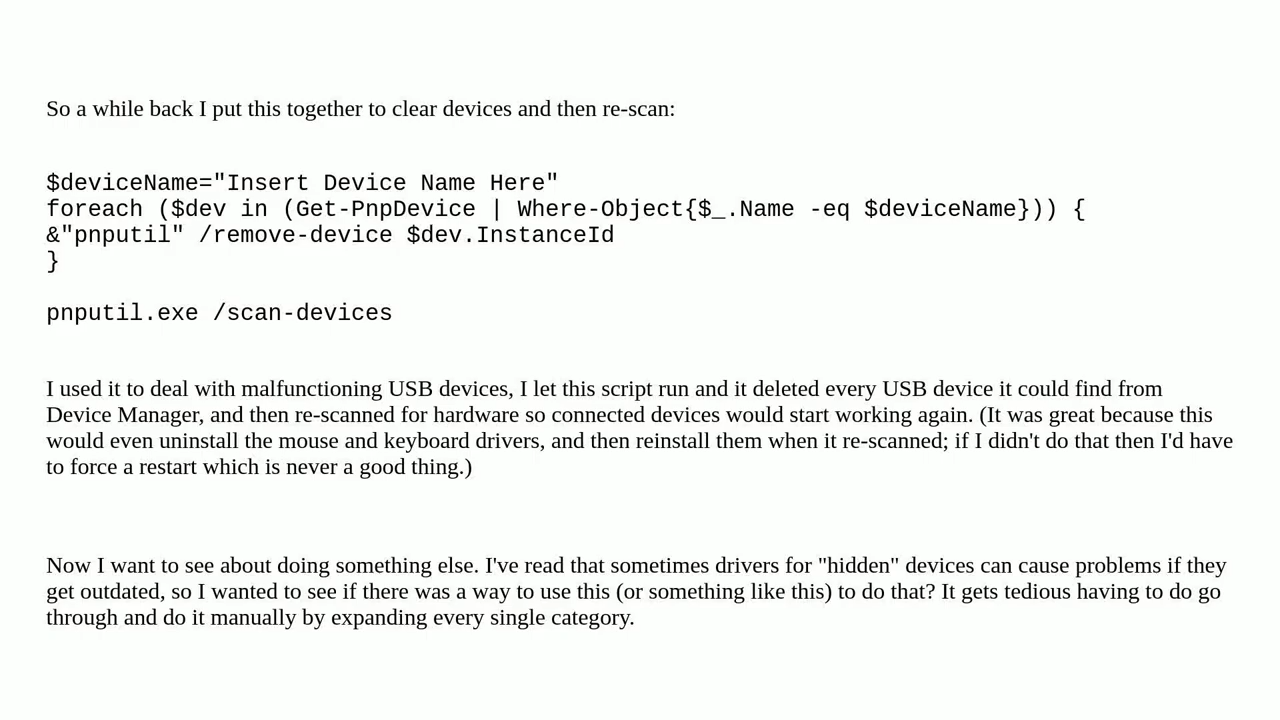 So a while back I put this together to clear devices and then re-scan:
$deviceName="Insert Device Name Here"
foreach ($dev in (Get-PnpDevice | Where-Object{$_.Name -eq $deviceName})) {
&"pnputil" /remove-device $dev.InstanceId
}
pnputil.exe /scan-devices
I used it to deal with malfunctioning USB devices, I let this script run and it deleted every USB device it could find from
Device Manager, and then re-scanned for hardware so connected devices would start working again. (It was great because this
would even uninstall the mouse and keyboard drivers, and then reinstall them when it re-scanned; if I didn't do that then I'd have
to force a restart which is never a good thing.)
Now I want to see about doing something else. I've read that sometimes drivers for "hidden" devices can cause problems if they
get outdated, so I wanted to see if there was a way to use this (or something like this) to do that? It gets tedious having to do go
through and do it manually by expanding every single category.